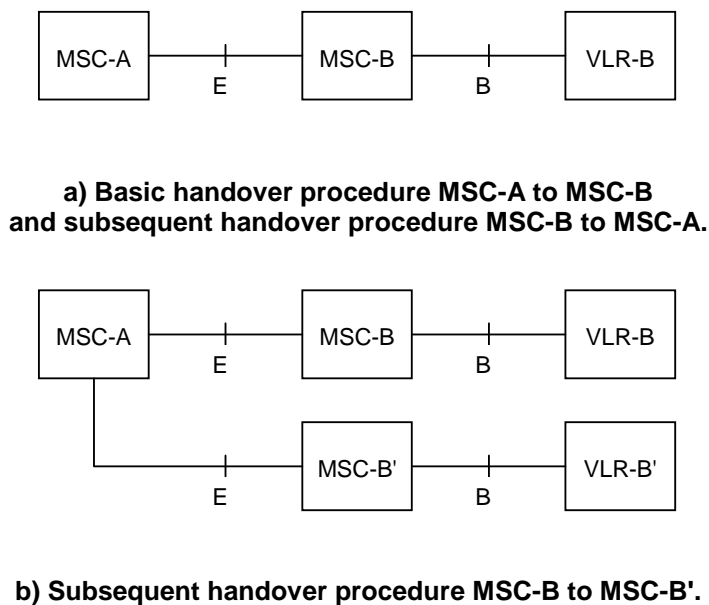 MSC-A MSC-B VLR-B
E B
a) Basic handover procedure MSC-A to MSC-B
and subsequent handover procedure MSC-B to MSC-A.
MSC-A MSC-B VLR-B
E B
MSC-B' VLR-B'
E B
b) Subsequent handover procedure MSC-B to MSC-B'.